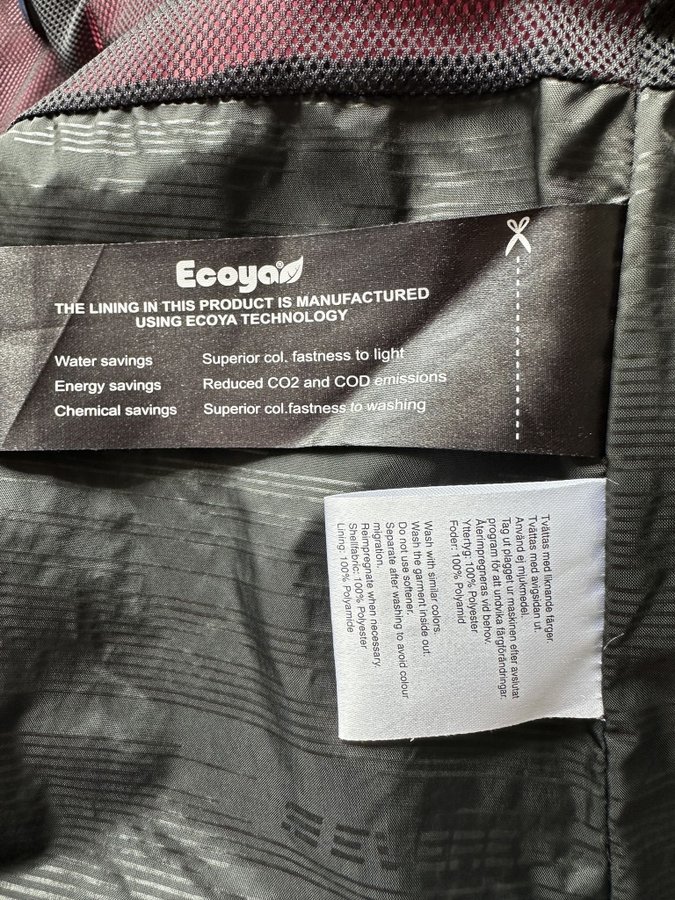 Ecoya®
THE LINING IN THIS PRODUCT IS MANUFACTURED
USING ECOYA TECHNOLOGY
Water savings Superior col. fastness to light
Energy savings Reduced CO2 and COD emissions
Chemical savings Superior col.fastness to washing
Tvättas med liknande färger.
Tvättas med avigsidan ut.
Använd ej mjukmedel.
Tag ut plagget ur maskinen efter avslutat
program för att undvika färgförändringar.
Återimpregneras vid behov.
Yttertyg: 100% Polyester
Foder: 100% Polyamid
Wash with similar colors.
Wash the garment inside out.
Do not use softener.
Separate after washing to avoid colour
migration.
Reimpregnate when necessary.
Shellfabric: 100% Polyester
Lining: 100% Polyamide